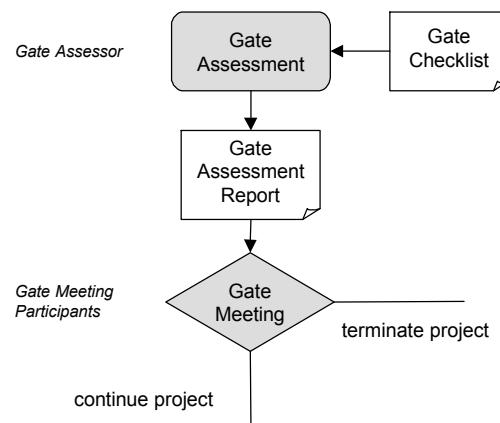 Gate Assessor
Gate
Assessment
Gate
Checklist
Gate
Assessment
Report
Gate Meeting
Participants
Gate
Meeting
terminate project
continue project